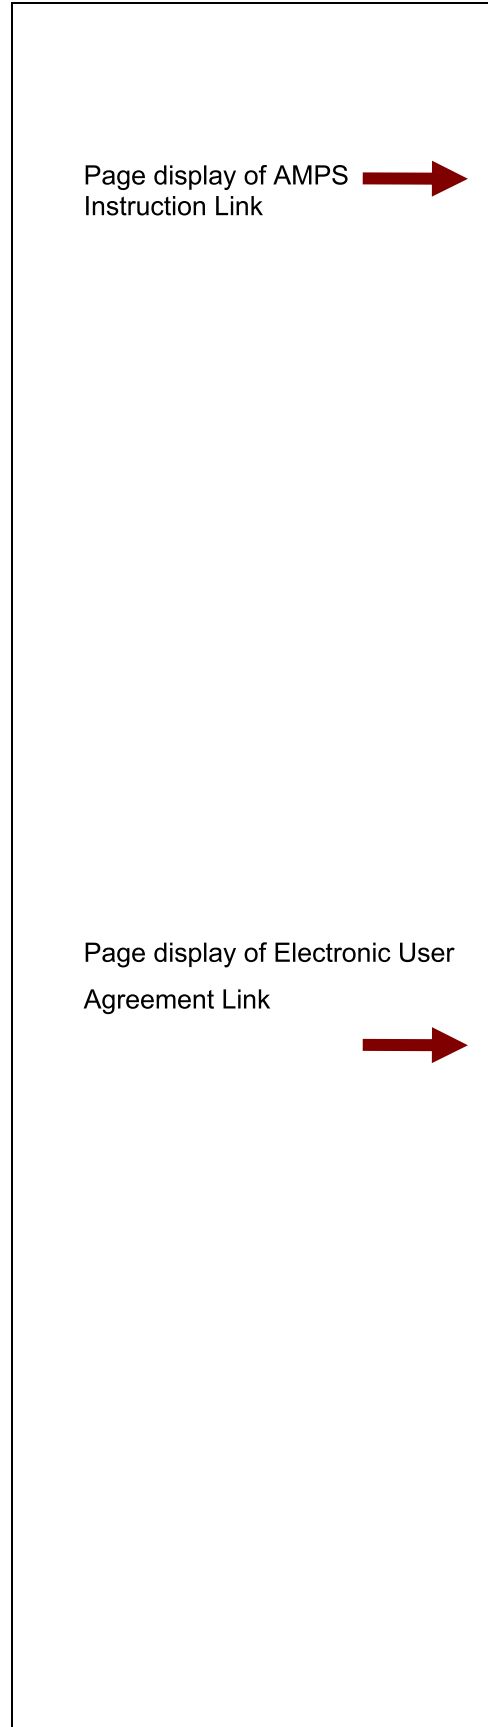 Page display of AMPS
Instruction Link
Page display of Electronic User
Agreement Link